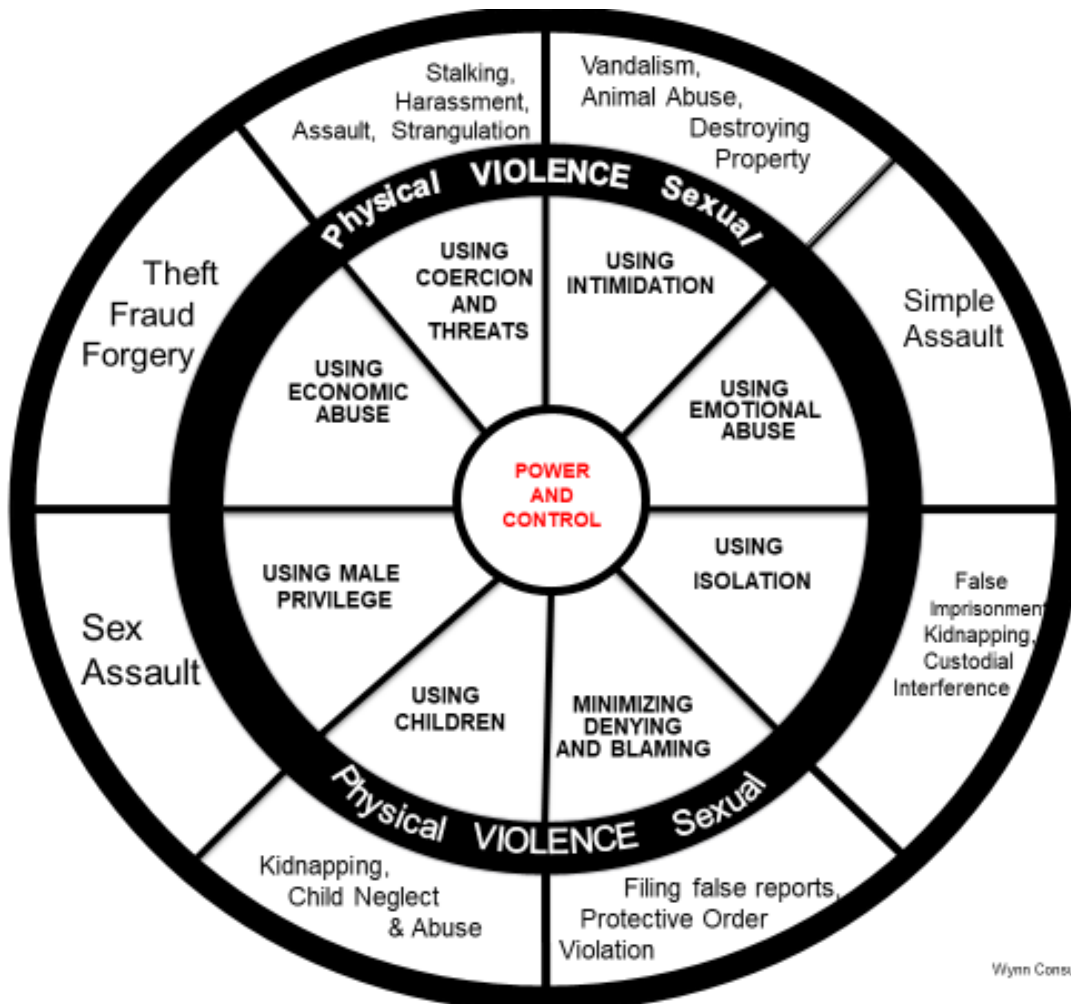 Stalking,
Harassment,
Assault, Strangulation
Vandalism,
Animal Abuse,
Destroying
Property
Physical VIOLENCE Sexual
Theft
Fraud
Forgery
USING
COERCION
AND
THREATS
USING
INTIMIDATION
Simple
Assault
USING
ECONOMIC
ABUSE
USING
EMOTIONAL
ABUSE
POWER
AND
CONTROL
USING MALE
PRIVILEGE
USING
ISOLATION
False
Imprisonment
Kidnapping,
Custodial
Interference
Sex
Assault
USING
CHILDREN
MINIMIZING
DENYING
AND BLAMING
Physical VIOLENCE Sexual
Kidnapping,
Child Neglect
& Abuse
Filing false reports,
Protective Order
Violation
Wynn